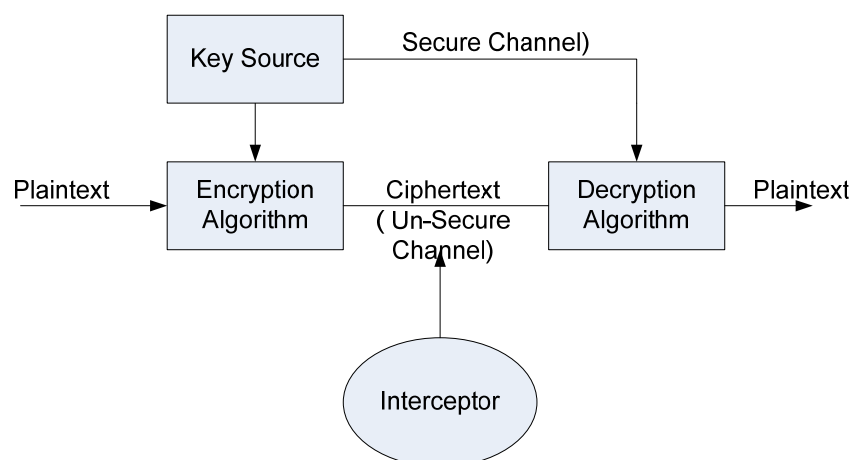 Key Source
Secure Channel)
Plaintext
Encryption
Algorithm
Ciphertext
( Un-Secure
Channel)
Decryption
Algorithm
Plaintext
Interceptor